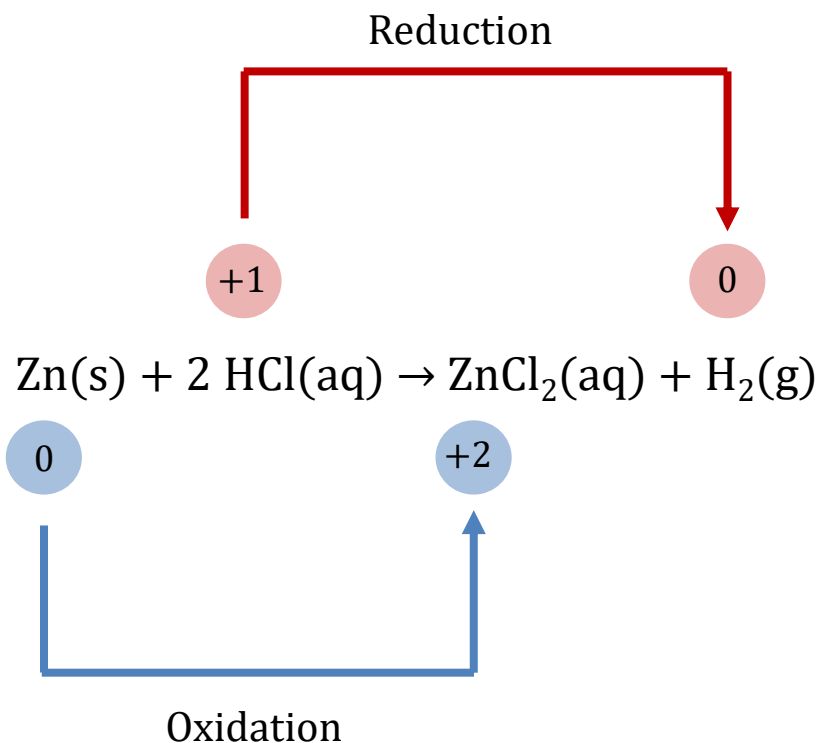 Reduction
+1 0
Zn(s) + 2 HCl(aq) → ZnCl₂(aq) + H₂(g)
0 +2
Oxidation